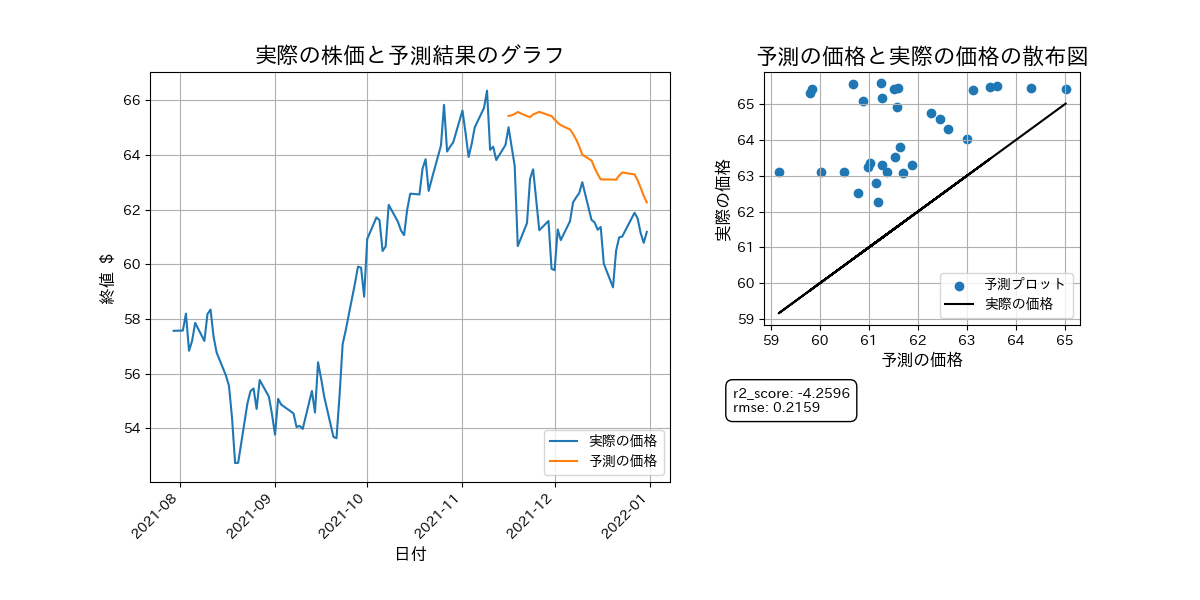 実際の株価と予測結果のグラフ
終値 $
66
64
62
60
58
56
54
2021-08
2021-09
2021-10
2021-11
2021-12
2022-01
日付
実際の価格
予測の価格
予測の価格と実際の価格の散布図
実際の価格
65
64
63
62
61
60
59
59
60
61
62
63
64
65
予測の価格
予測プロット
実際の価格
r2_score: -4.2596
rmse: 0.2159